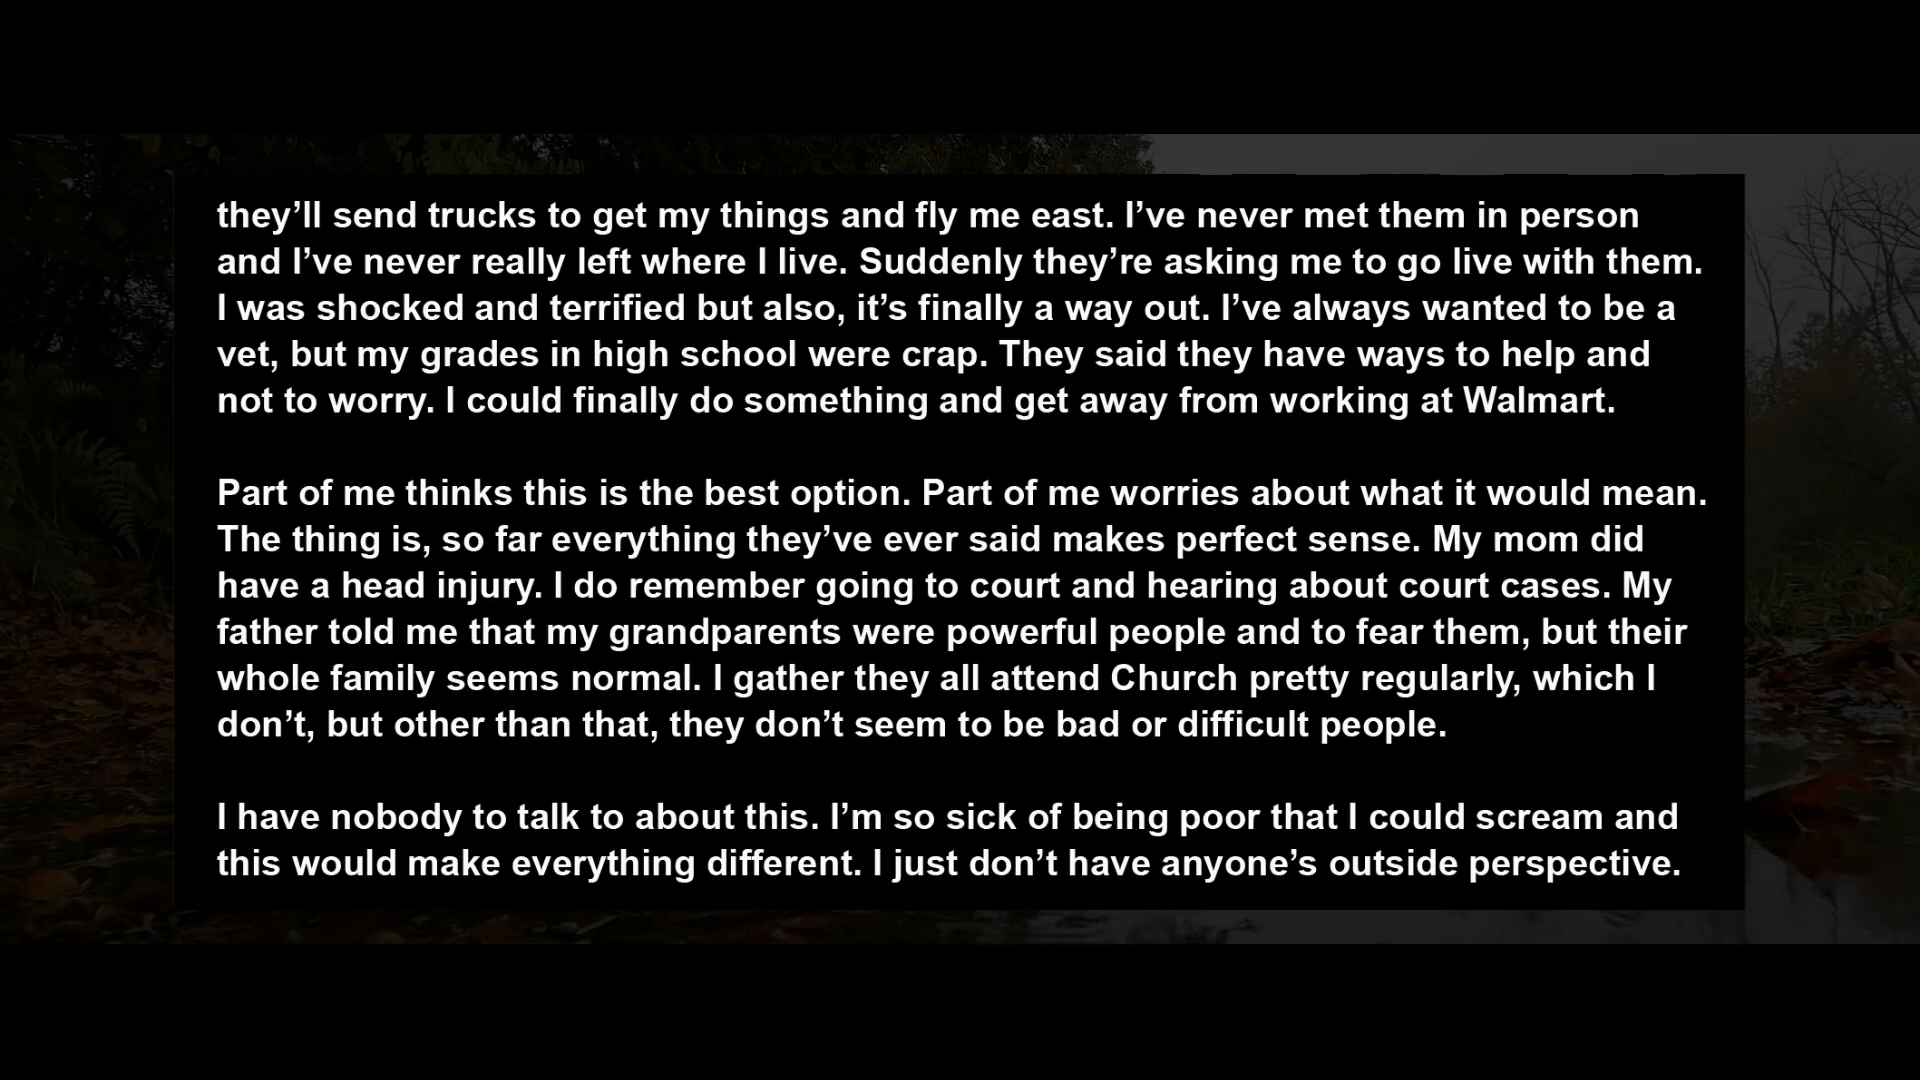 they’ll send trucks to get my things and fly me east. I’ve never met them in person
and I’ve never really left where I live. Suddenly they’re asking me to go live with them.
I was shocked and terrified but also, it’s finally a way out. I’ve always wanted to be a
vet, but my grades in high school were crap. They said they have ways to help and
not to worry. I could finally do something and get away from working at Walmart.
Part of me thinks this is the best option. Part of me worries about what it would mean.
The thing is, so far everything they’ve ever said makes perfect sense. My mom did
have a head injury. I do remember going to court and hearing about court cases. My
father told me that my grandparents were powerful people and to fear them, but their
whole family seems normal. I gather they all attend Church pretty regularly, which I
don’t, but other than that, they don’t seem to be bad or difficult people.
I have nobody to talk to about this. I’m so sick of being poor that I could scream and
this would make everything different. I just don’t have anyone’s outside perspective.